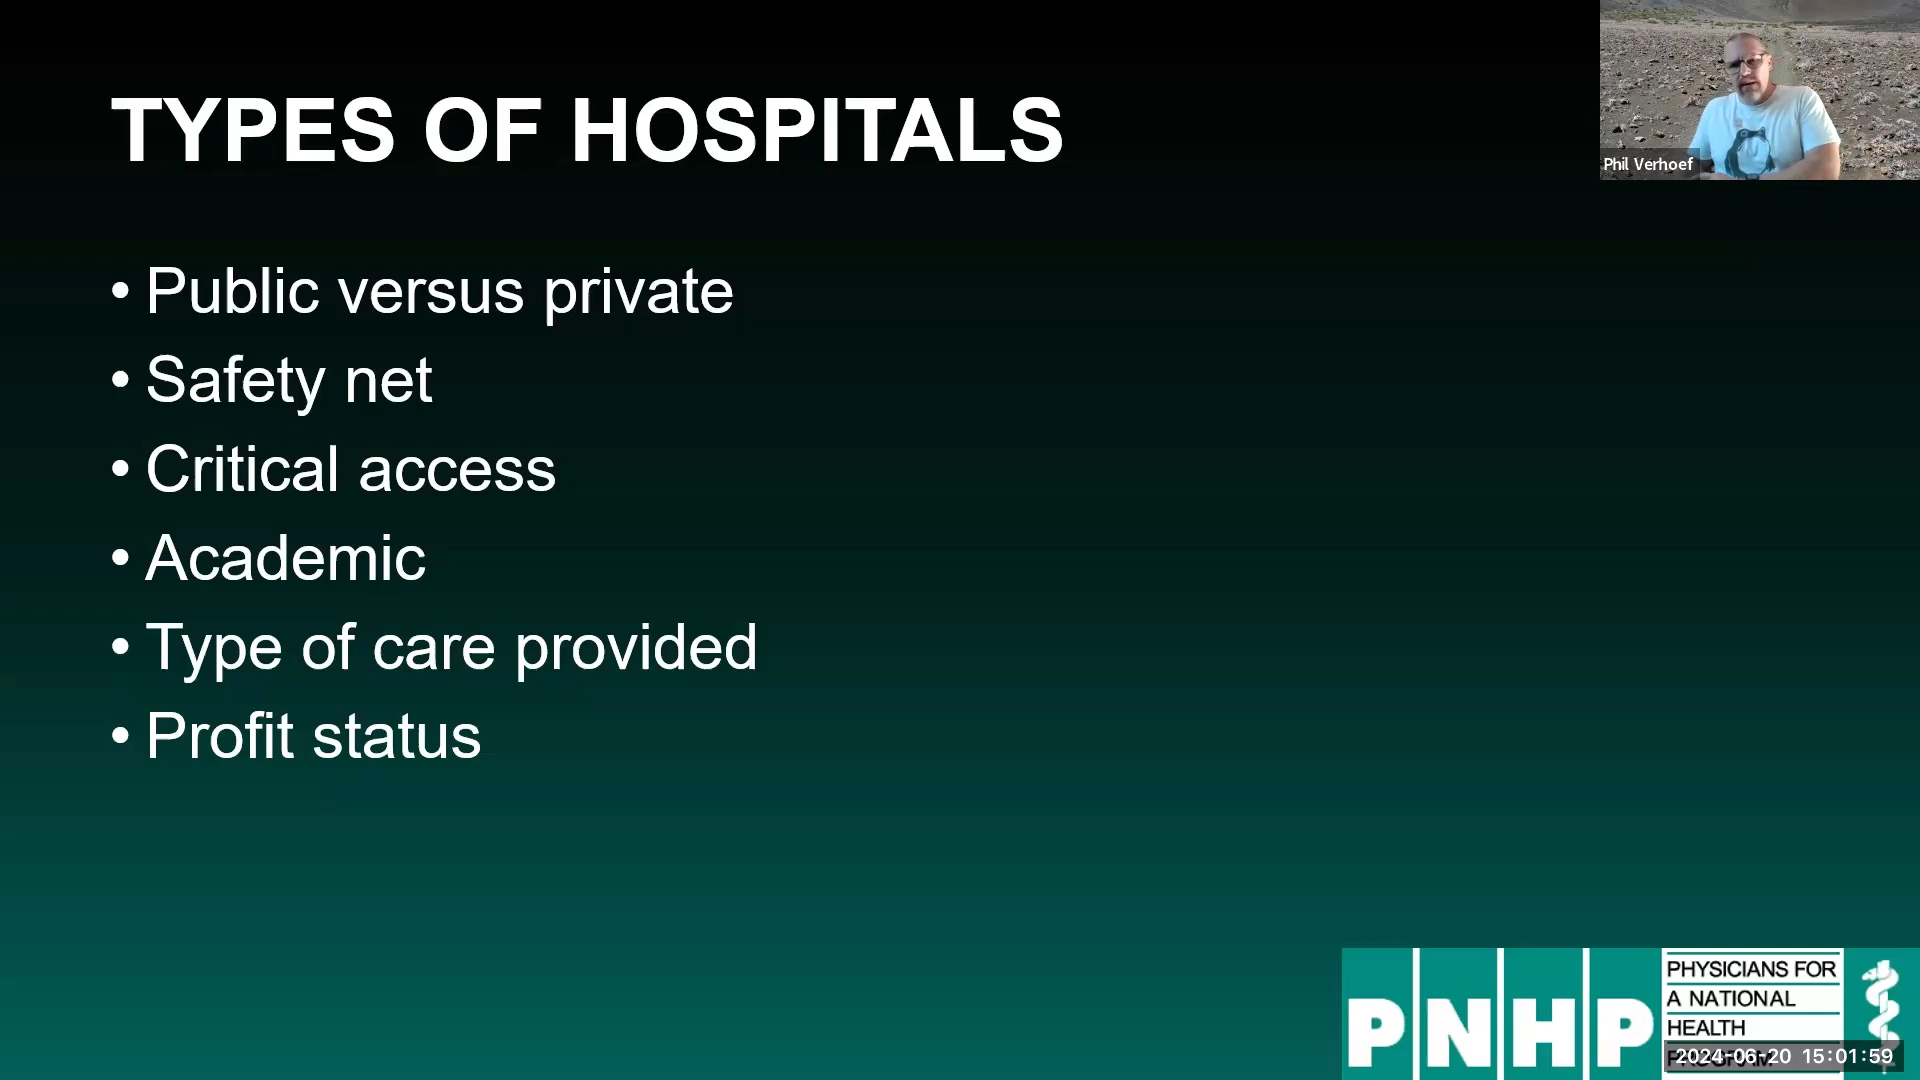 TYPES OF HOSPITALS
Phil Verhoef
• Public versus private
• Safety net
• Critical access
• Academic
• Type of care provided
• Profit status
PNHP
PHYSICIANS FOR
A NATIONAL
HEALTH
PROGRAM
2024-06-20 15:01:59